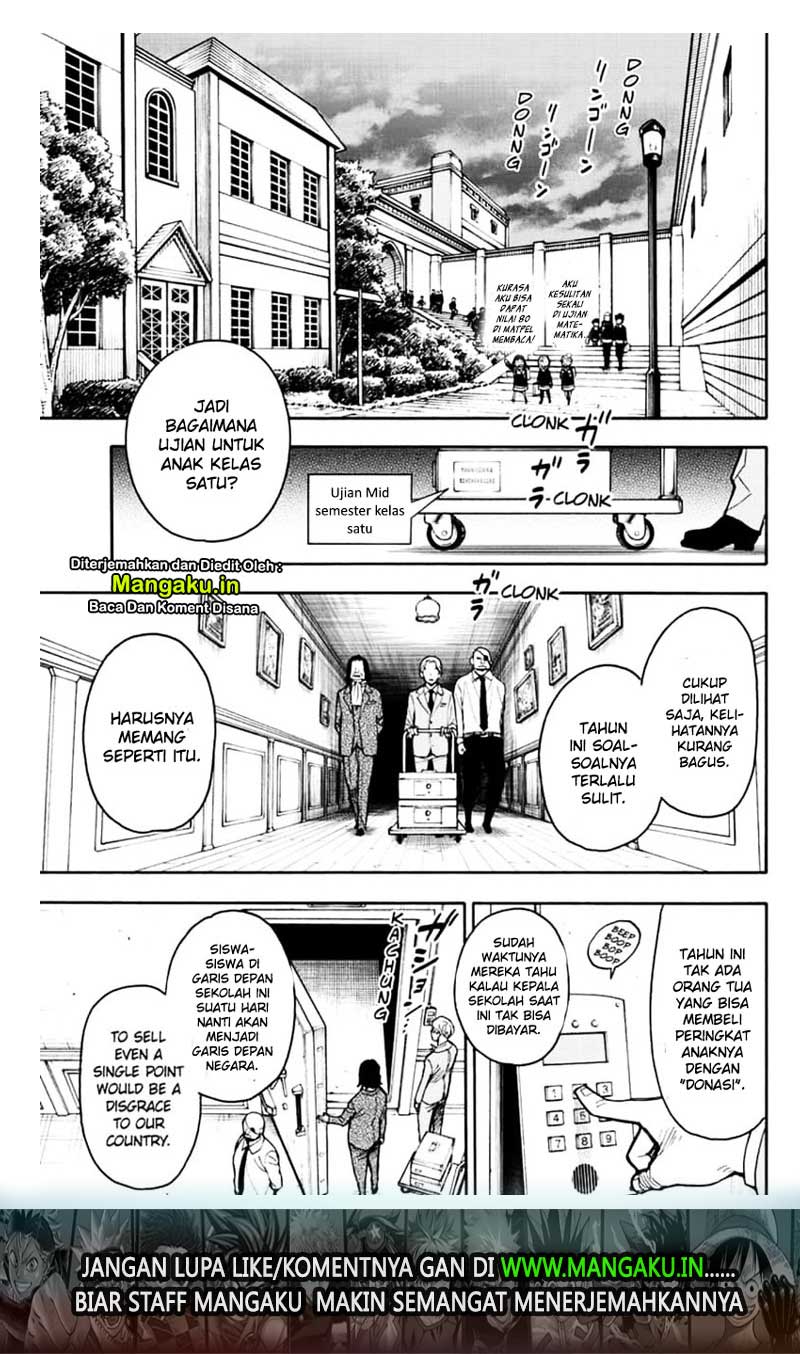 DONNG
リンゴーン
DONNG
リンゴーン
AKU
KESULITAN
SEKALI
DI UJIAN
MATE-
MATIKA.
KURASA
AKU BISA
DAPAT
NILAI 80
DI MATPEL
MEMBACA!
JADI
BAGAIMANA
UJIAN UNTUK
ANAK KELAS
SATU?
CLONK
ガ
ガ
ラ
CLONK
Ujian Mid
semester kelas
satu
Diterjemahkan dan Diedit Oleh :
Mangaku.in
Baca Dan Koment Disana
ガ
ラ
CLONK
CUKUP
DILIHAT
SAJA, KELI-
HATANNYA
KURANG
BAGUS.
TAHUN
INI SOAL-
SOALNYA
TERLALU
SULIT.
HARUSNYA
MEMANG
SEPERTI ITU.
TAHUN INI
TAK ADA
ORANG TUA
YANG BISA
MEMBELI
PERINGKAT
ANAKNYA
DENGAN
"DONASI".
BEEP
BOOP
BOP
BOOP
1 2 3
4 5 6
7 8 9
SUDAH
WAKTUNYA
MEREKA TAHU
KALAU KEPALA
SEKOLAH SAAT
INI TAK BISA
DIBAYAR.
ガション
KACHUNG
SISWA-
SISWA DI
GARIS DEPAN
SEKOLAH INI
SUATU HARI
NANTI AKAN
MENJADI
GARIS DEPAN
NEGARA.
TO SELL
EVEN A
SINGLE POINT
WOULD BE A
DISGRACE
TO OUR
COUNTRY.
JANGAN LUPA LIKE/KOMENTNYA GAN DI WWW.MANGAKU.IN......
BIAR STAFF MANGAKU MAKIN SEMANGAT MENERJEMAHKANNYA